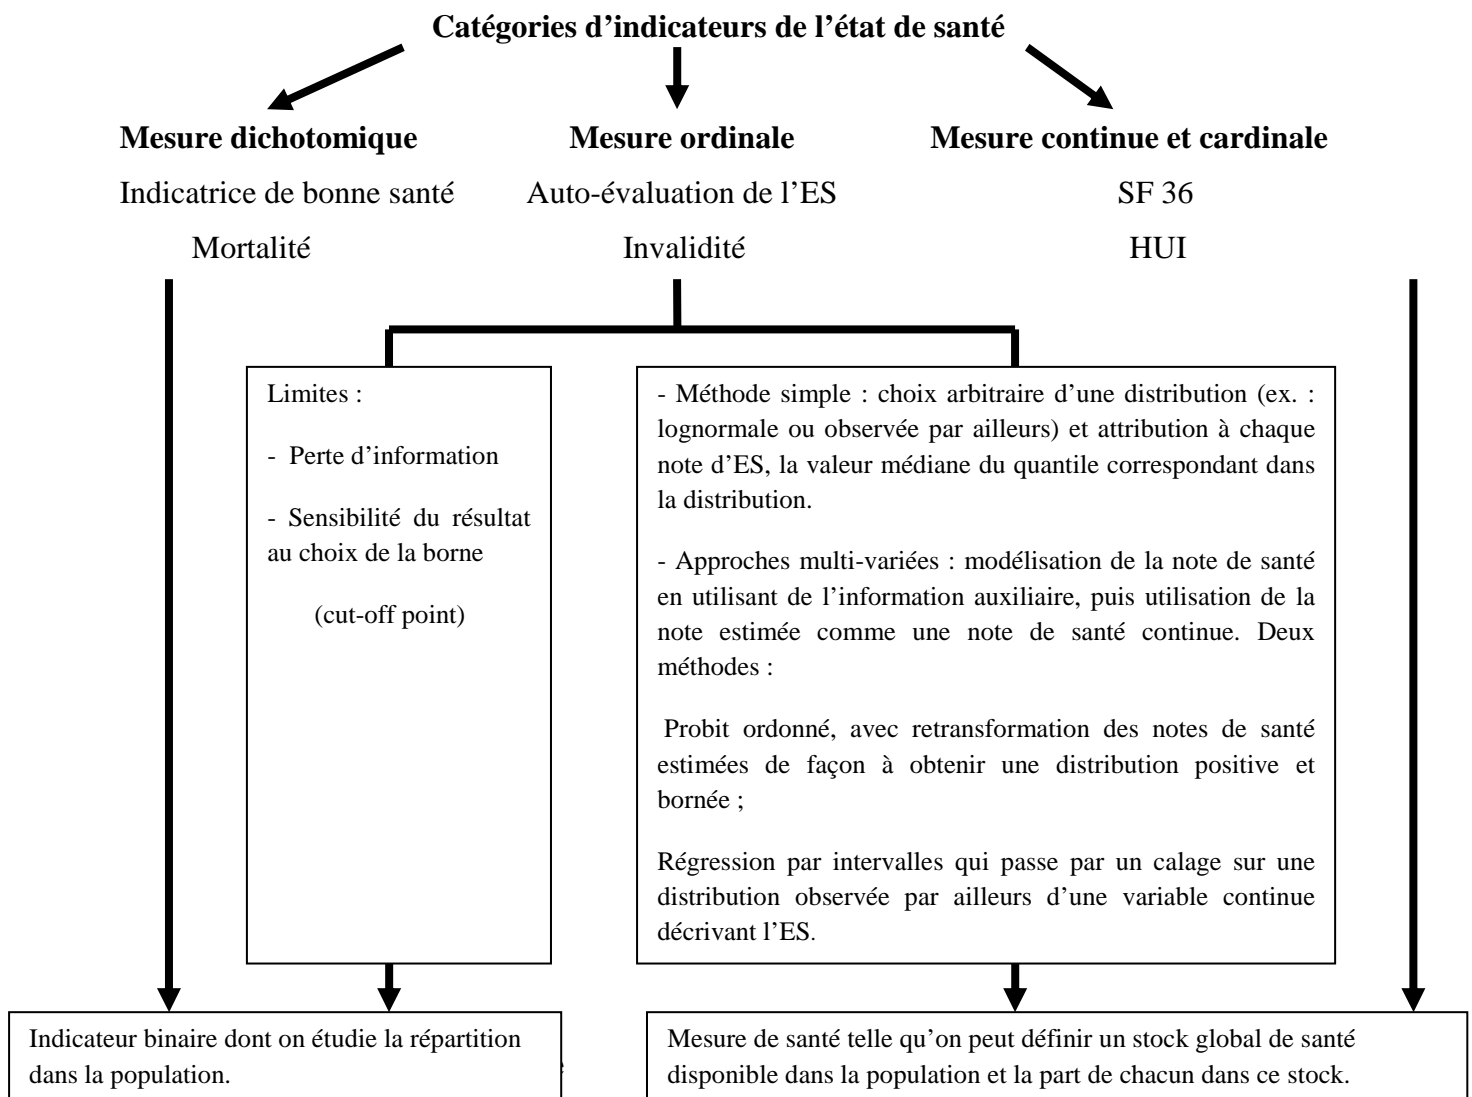 Catégories d’indicateurs de l’état de santé
Mesure dichotomique
Indicatrice de bonne santé
Mortalité
Mesure ordinale
Auto-évaluation de l’ES
Invalidité
Mesure continue et cardinale
SF 36
HUI
Limites :
- Perte d’information
- Sensibilité du résultat
au choix de la borne
(cut-off point)
- Méthode simple : choix arbitraire d’une distribution (ex. :
lognormale ou observée par ailleurs) et attribution à chaque
note d’ES, la valeur médiane du quantile correspondant dans
la distribution.
- Approches multi-variées : modélisation de la note de santé
en utilisant de l’information auxiliaire, puis utilisation de la
note estimée comme une note de santé continue. Deux
méthodes :
Probit ordonné, avec retransformation des notes de santé
estimées de façon à obtenir une distribution positive et
bornée ;
Régression par intervalles qui passe par un calage sur une
distribution observée par ailleurs d’une variable continue
décrivant l’ES.
Indicateur binaire dont on étudie la répartition
dans la population.
Mesure de santé telle qu’on peut définir un stock global de santé
disponible dans la population et la part de chacun dans ce stock.